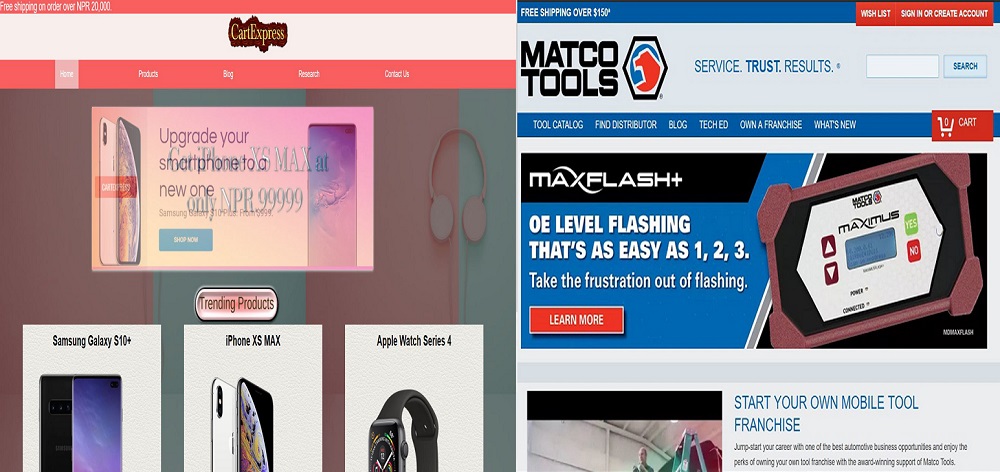 Free shipping on order over NPR 20,000.
CartExpress
Home
Products
Blog
Research
Contact Us
Upgrade your
smartphone to a
new one
Get iPhone XS MAX at
only NPR 99999
CARTEXPRESS
Samsung Galaxy S10 Plus. From $999.
SHOP NOW
Trending Products
Samsung Galaxy S10+
iPhone XS MAX
Apple Watch Series 4
FREE SHIPPING OVER $150*
WISH LIST
SIGN IN OR CREATE ACCOUNT
MATCO
TOOLS
SERVICE. TRUST. RESULTS. ®
SEARCH
TOOL CATALOG
FIND DISTRIBUTOR
BLOG
TECH ED
OWN A FRANCHISE
WHAT'S NEW
0 CART
MAXFLASH+
OE LEVEL FLASHING
THAT'S AS EASY AS 1, 2, 3.
Take the frustration out of flashing.
LEARN MORE
MATCO
TOOLS
MAXIMUS
YES
NO
POWER
CONNECTED
MDMAXFLASH
START YOUR OWN MOBILE TOOL
FRANCHISE
Jump-start your career with one of the best automotive business opportunities and enjoy the
perks of owning your own tool franchise with the award-winning support of Matco Tools.